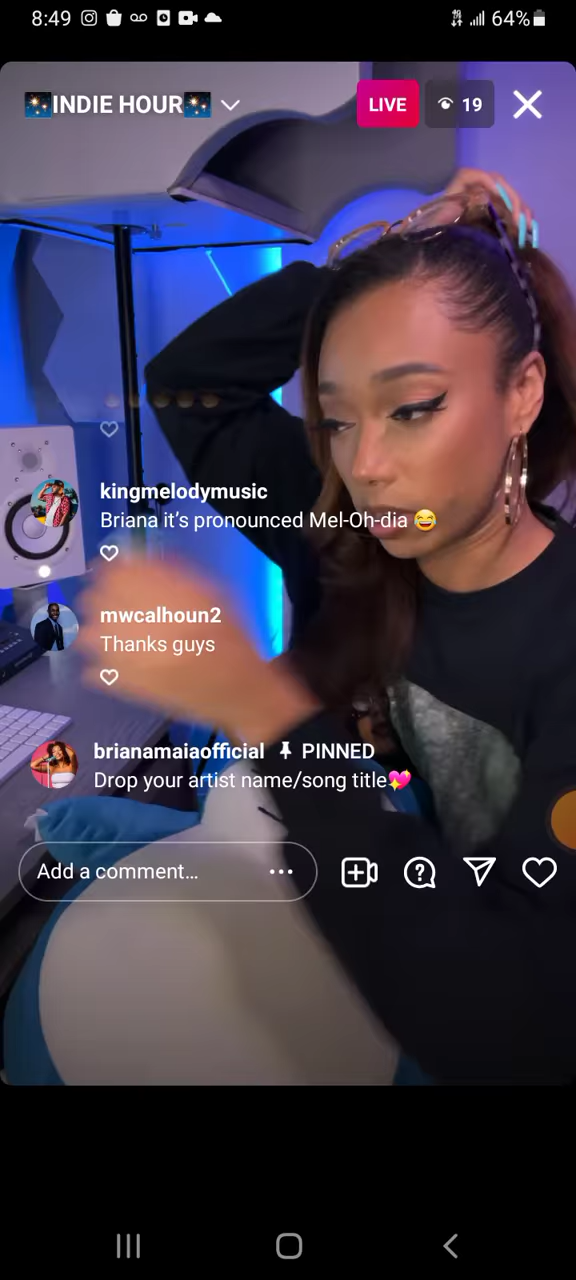 8:49
64%
🎇INDIE HOUR🎇
LIVE
19
kingmelodymusic
Briana it's pronounced Mel-Oh-dia 😂
mwcalhoun2
Thanks guys
brianamaiaofficial 📌 PINNED
Drop your artist name/song title💖
Add a comment...